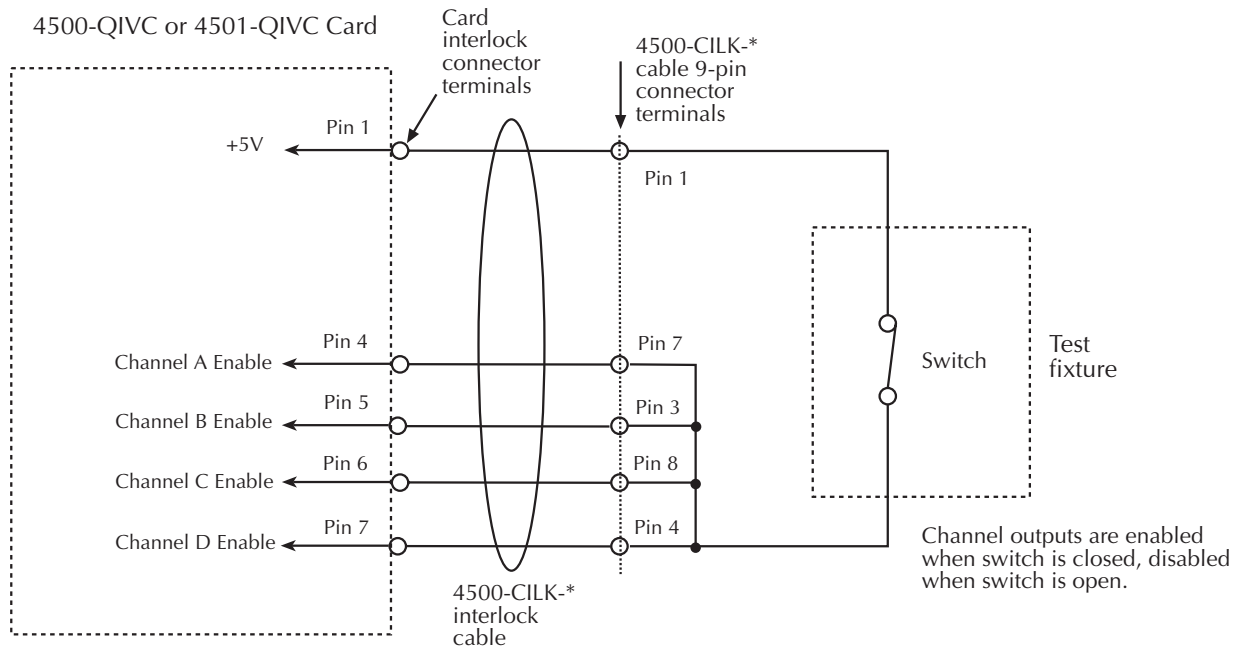 4500-QIVC or 4501-QIVC Card
Card
interlock
connector
terminals
4500-CILK-*
cable 9-pin
connector
terminals
+5V
Pin 1
Pin 1
Channel A Enable
Pin 4
Pin 7
Channel B Enable
Pin 5
Pin 3
Channel C Enable
Pin 6
Pin 8
Channel D Enable
Pin 7
Pin 4
Switch
Test
fixture
Channel outputs are enabled
when switch is closed, disabled
when switch is open.
4500-CILK-*
interlock
cable